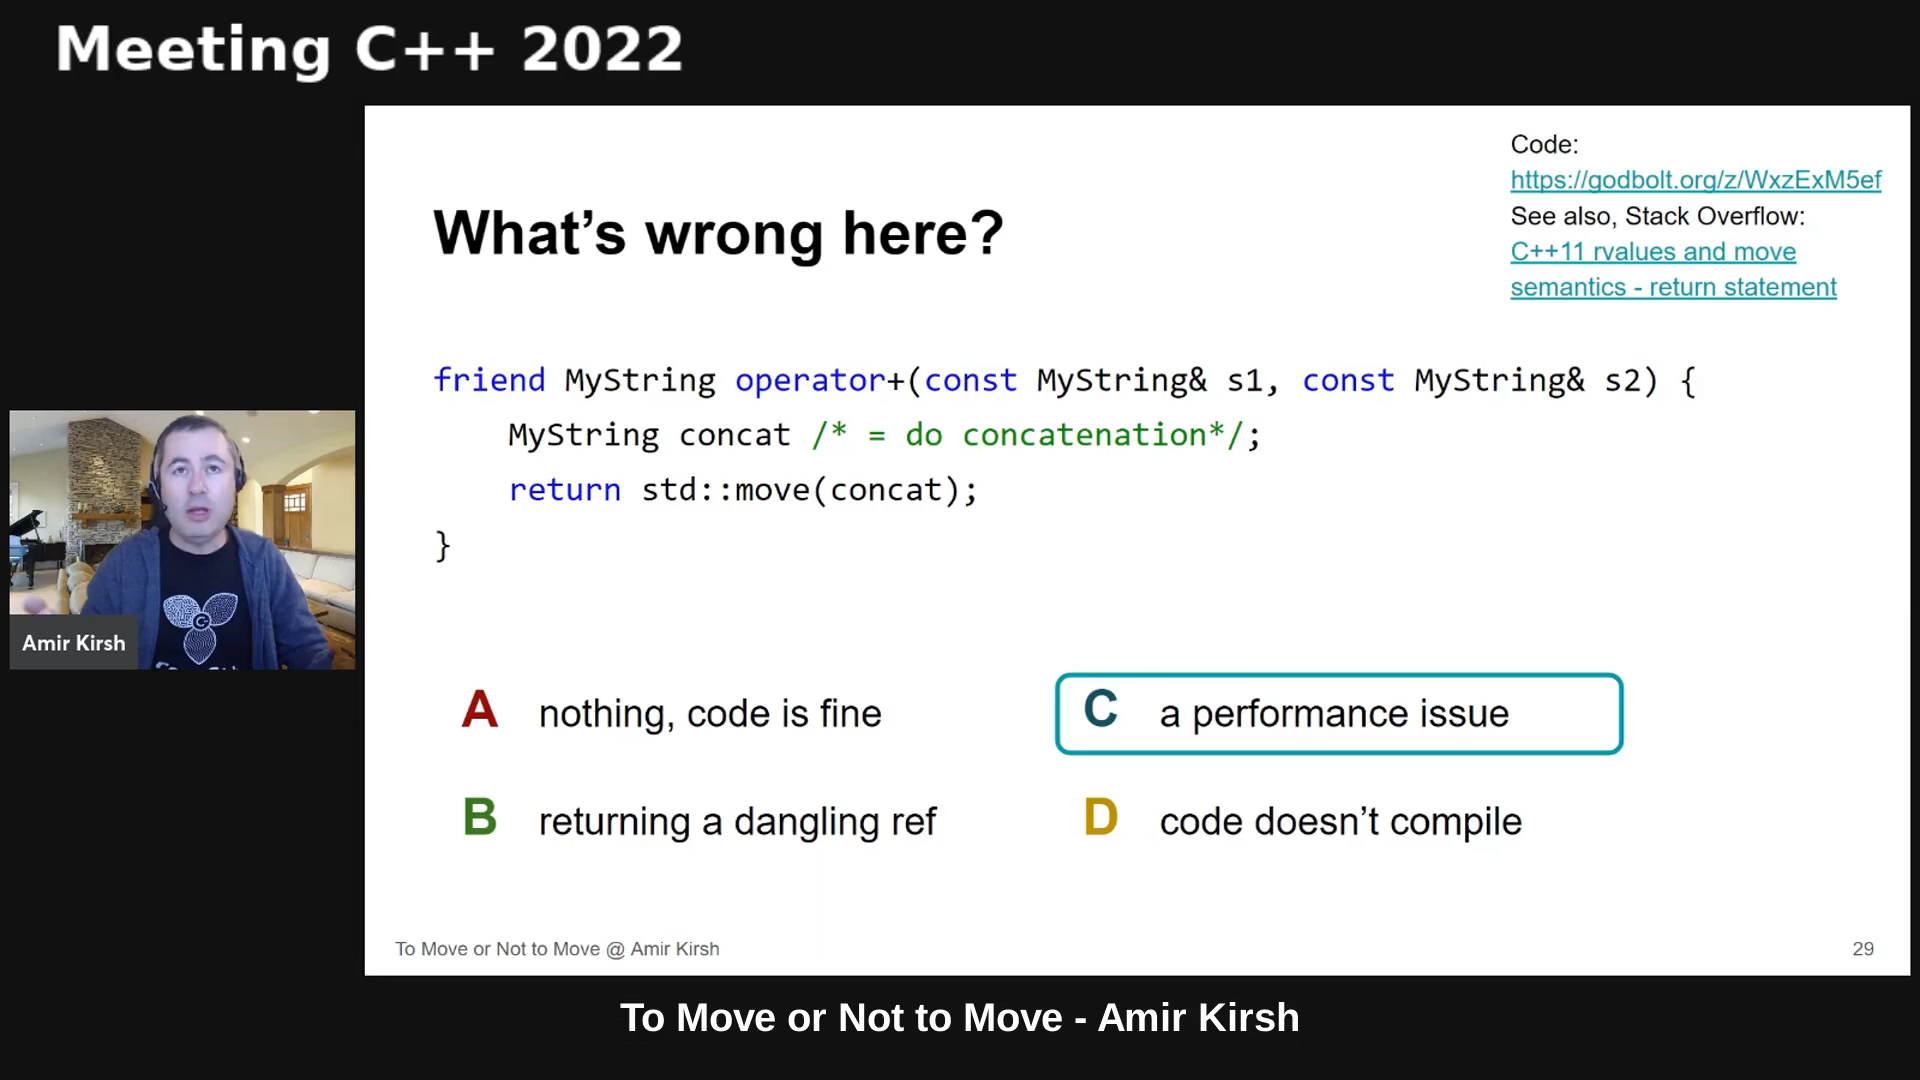 Meeting C++ 2022
Code:
https://godbolt.org/z/WxzExM5ef
See also, Stack Overflow:
C++11 rvalues and move
semantics - return statement
What’s wrong here?
friend MyString operator+(const MyString& s1, const MyString& s2) {
    MyString concat /* = do concatenation*/;
    return std::move(concat);
}
A nothing, code is fine
C a performance issue
B returning a dangling ref
D code doesn’t compile
Amir Kirsh
To Move or Not to Move @ Amir Kirsh
29
To Move or Not to Move - Amir Kirsh